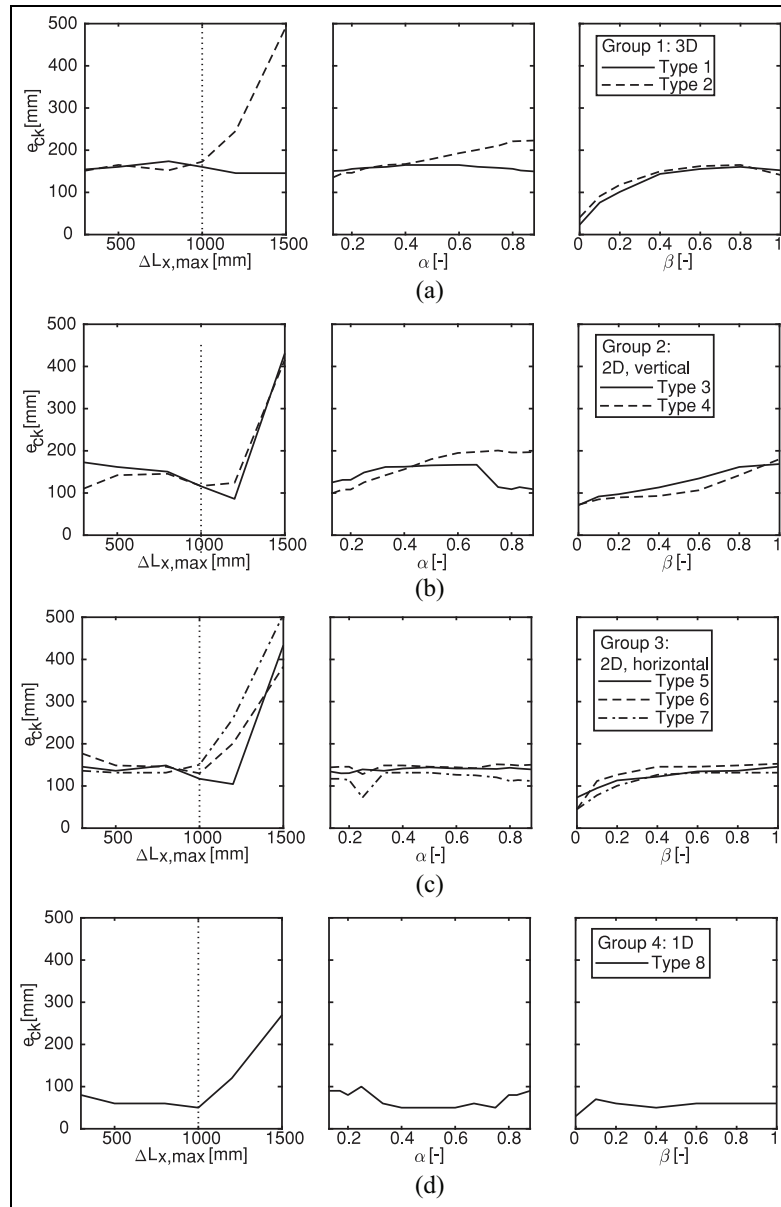 500
400
300
200
100
0
e_ck [mm]
500
1000
1500
ΔL_x,max [mm]
0.2
0.4
0.6
0.8
α [-]
Group 1: 3D
Type 1
Type 2
0
0.2
0.4
0.6
0.8
1
β [-]
(a)
500
400
300
200
100
0
e_ck [mm]
500
1000
1500
ΔL_x,max [mm]
0.2
0.4
0.6
0.8
α [-]
Group 2:
2D, vertical
Type 3
Type 4
0
0.2
0.4
0.6
0.8
1
β [-]
(b)
500
400
300
200
100
0
e_ck [mm]
500
1000
1500
ΔL_x,max [mm]
0.2
0.4
0.6
0.8
α [-]
Group 3:
2D, horizontal
Type 5
Type 6
Type 7
0
0.2
0.4
0.6
0.8
1
β [-]
(c)
500
400
300
200
100
0
e_ck [mm]
500
1000
1500
ΔL_x,max [mm]
0.2
0.4
0.6
0.8
α [-]
Group 4: 1D
Type 8
0
0.2
0.4
0.6
0.8
1
β [-]
(d)